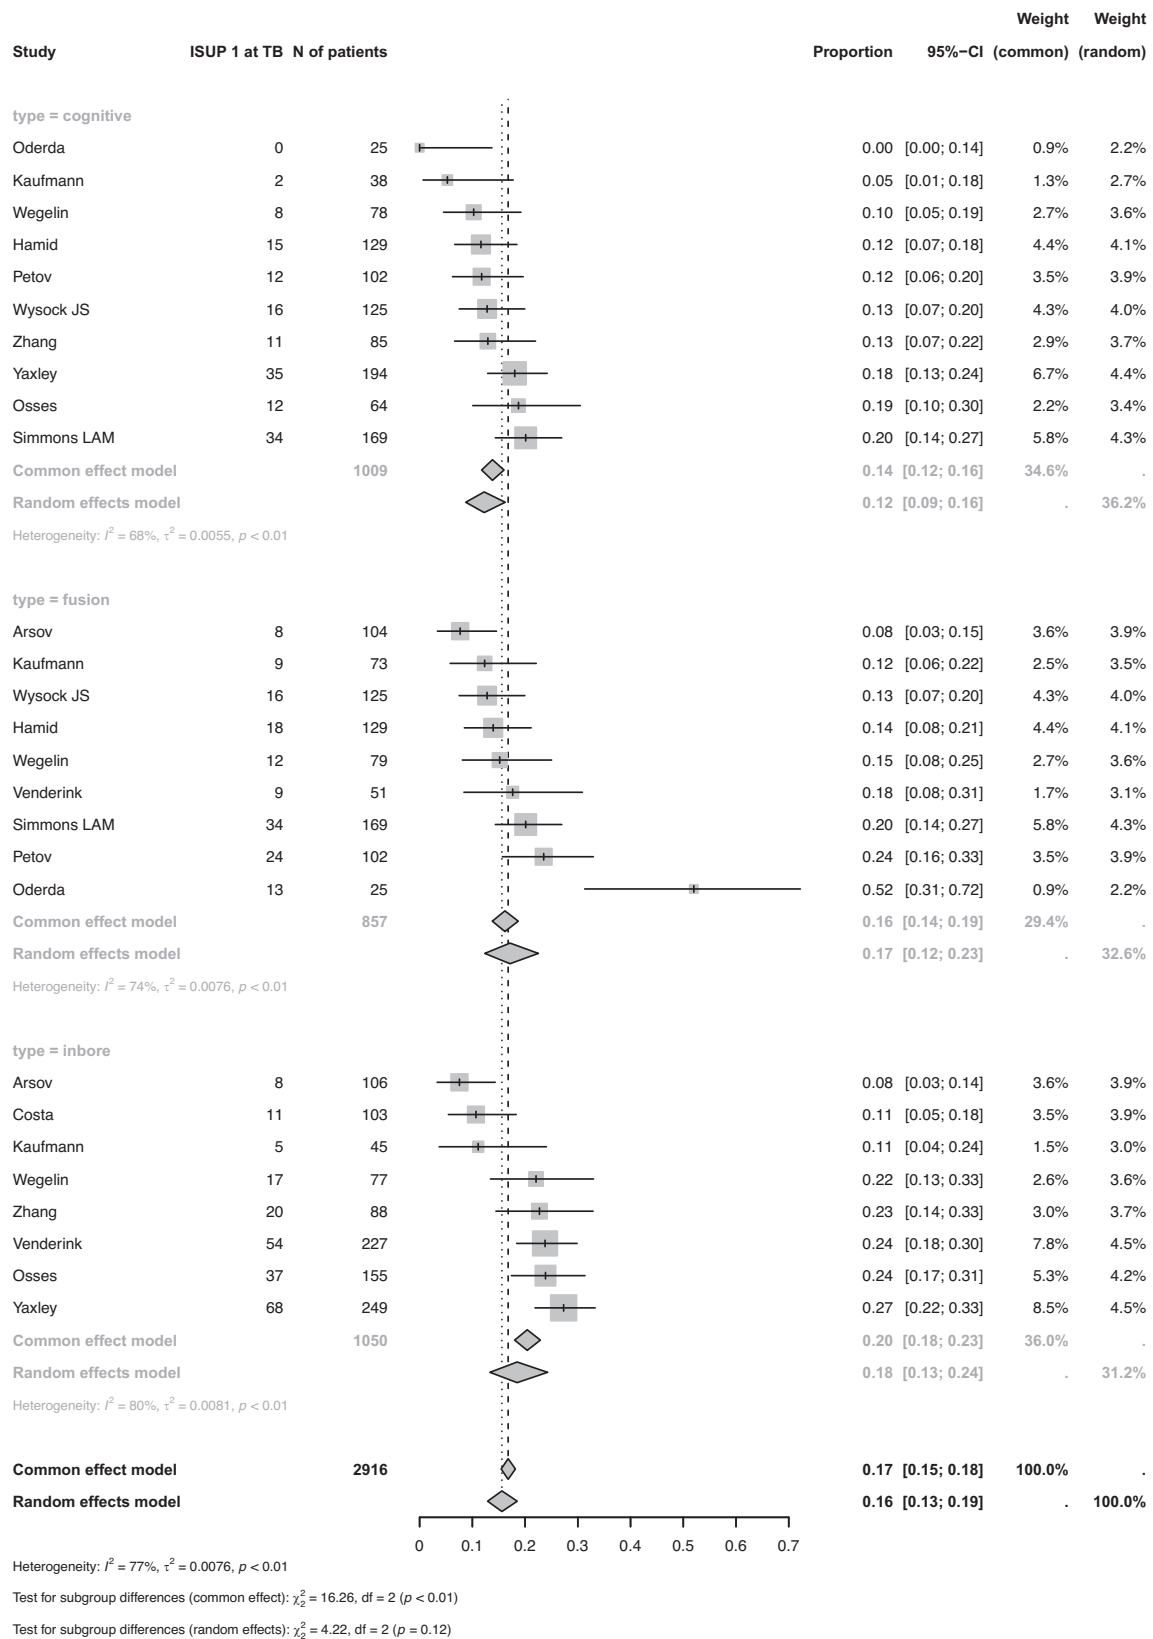 Weight Weight
Study ISUP 1 at TB N of patients Proportion 95%−CI (common) (random)
type = cognitive
Oderda 0 25 0.00 [0.00; 0.14] 0.9% 2.2%
Kaufmann 2 38 0.05 [0.01; 0.18] 1.3% 2.7%
Wegelin 8 78 0.10 [0.05; 0.19] 2.7% 3.6%
Hamid 15 129 0.12 [0.07; 0.18] 4.4% 4.1%
Petov 12 102 0.12 [0.06; 0.20] 3.5% 3.9%
Wysock JS 16 125 0.13 [0.07; 0.20] 4.3% 4.0%
Zhang 11 85 0.13 [0.07; 0.22] 2.9% 3.7%
Yaxley 35 194 0.18 [0.13; 0.24] 6.7% 4.4%
Osses 12 64 0.19 [0.10; 0.30] 2.2% 3.4%
Simmons LAM 34 169 0.20 [0.14; 0.27] 5.8% 4.3%
Common effect model 1009 0.14 [0.12; 0.16] 34.6% .
Random effects model 0.12 [0.09; 0.16] . 36.2%
Heterogeneity: I² = 68%, τ² = 0.0055, p < 0.01
type = fusion
Arsov 8 104 0.08 [0.03; 0.15] 3.6% 3.9%
Kaufmann 9 73 0.12 [0.06; 0.22] 2.5% 3.5%
Wysock JS 16 125 0.13 [0.07; 0.20] 4.3% 4.0%
Hamid 18 129 0.14 [0.08; 0.21] 4.4% 4.1%
Wegelin 12 79 0.15 [0.08; 0.25] 2.7% 3.6%
Venderink 9 51 0.18 [0.08; 0.31] 1.7% 3.1%
Simmons LAM 34 169 0.20 [0.14; 0.27] 5.8% 4.3%
Petov 24 102 0.24 [0.16; 0.33] 3.5% 3.9%
Oderda 13 25 0.52 [0.31; 0.72] 0.9% 2.2%
Common effect model 857 0.16 [0.14; 0.19] 29.4% .
Random effects model 0.17 [0.12; 0.23] . 32.6%
Heterogeneity: I² = 74%, τ² = 0.0076, p < 0.01
type = inbore
Arsov 8 106 0.08 [0.03; 0.14] 3.6% 3.9%
Costa 11 103 0.11 [0.05; 0.18] 3.5% 3.9%
Kaufmann 5 45 0.11 [0.04; 0.24] 1.5% 3.0%
Wegelin 17 77 0.22 [0.13; 0.33] 2.6% 3.6%
Zhang 20 88 0.23 [0.14; 0.33] 3.0% 3.7%
Venderink 54 227 0.24 [0.18; 0.30] 7.8% 4.5%
Osses 37 155 0.24 [0.17; 0.31] 5.3% 4.2%
Yaxley 68 249 0.27 [0.22; 0.33] 8.5% 4.5%
Common effect model 1050 0.20 [0.18; 0.23] 36.0% .
Random effects model 0.18 [0.13; 0.24] . 31.2%
Heterogeneity: I² = 80%, τ² = 0.0081, p < 0.01
Common effect model 2916 0.17 [0.15; 0.18] 100.0% .
Random effects model 0.16 [0.13; 0.19] . 100.0%
0 0.1 0.2 0.3 0.4 0.5 0.6 0.7
Heterogeneity: I² = 77%, τ² = 0.0076, p < 0.01
Test for subgroup differences (common effect): χ²₂ = 16.26, df = 2 (p < 0.01)
Test for subgroup differences (random effects): χ²₂ = 4.22, df = 2 (p = 0.12)